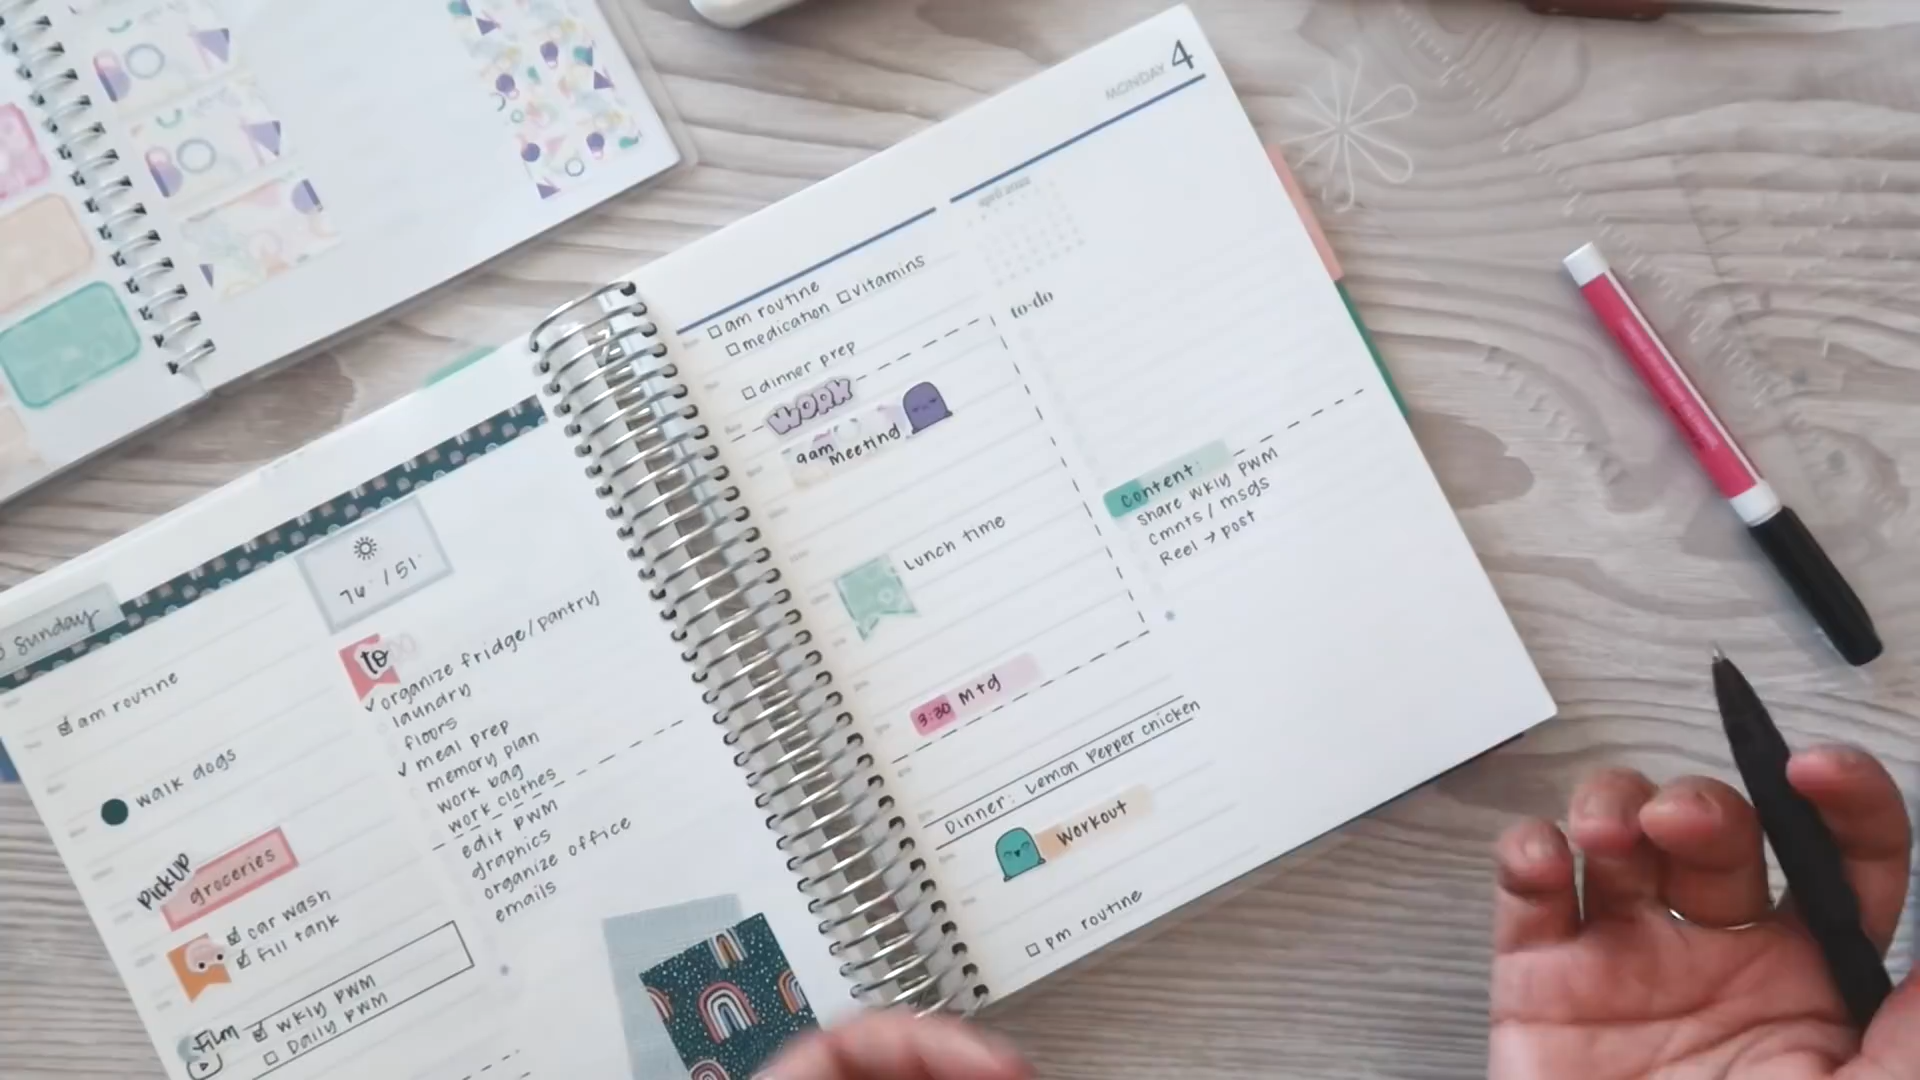 Sunday
76° / 51°
am routine
walk dogs
PICKUP
groceries
car wash
fill tank
Film
wkly PWM
Daily PWM
to
organize fridge/pantry
laundry
floors
meal prep
memory plan
work bag
work clothes
edit PWM
graphics
organize office
emails
MONDAY 4
am routine
medication vitamins
dinner prep
WORK
9am Meeting
Lunch time
3:30 Mtg
Dinner: Lemon Pepper chicken
Workout
pm routine
to-do
Content:
share wkly PWM
cmnts / msgs
Reel → post